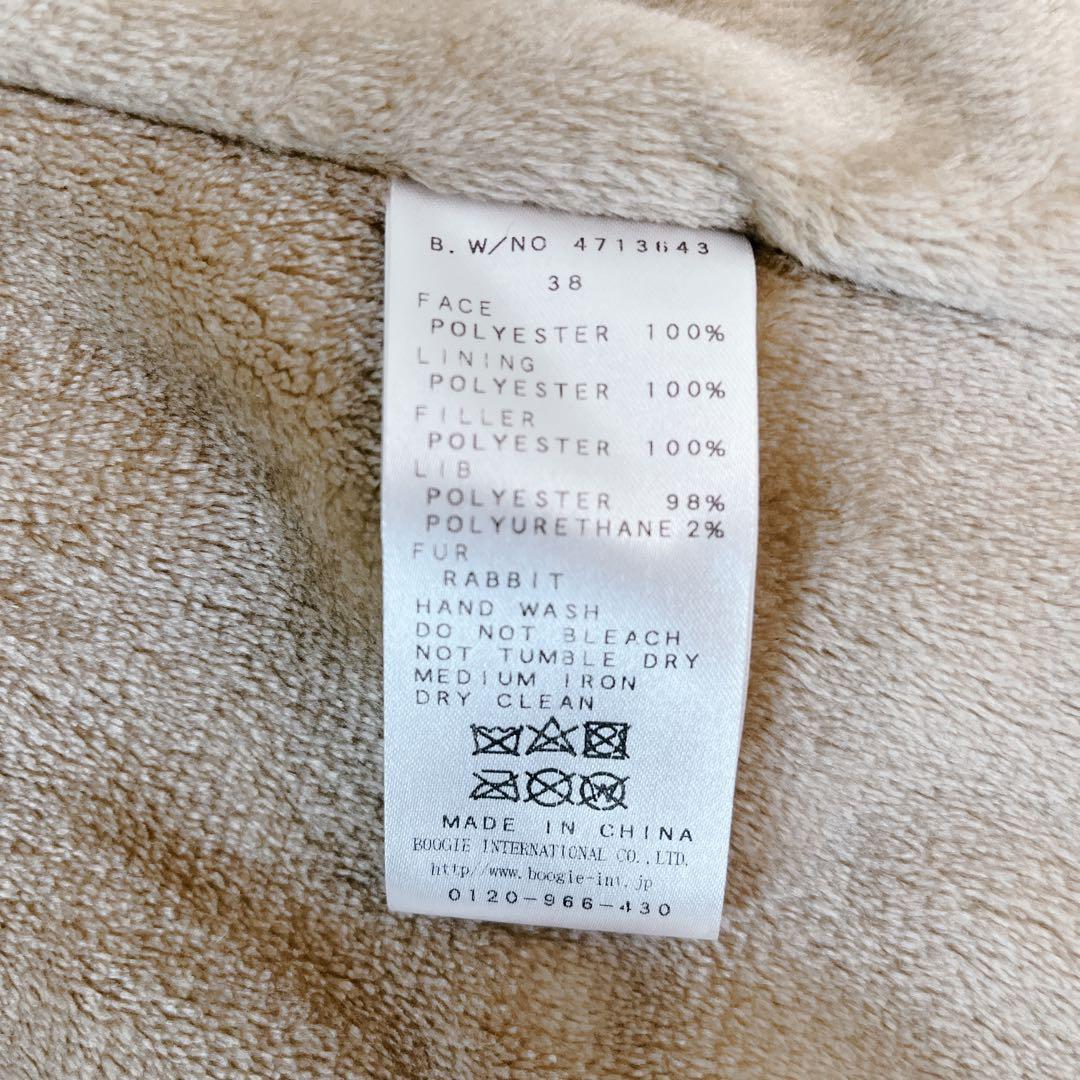 B. W/NO 4713643
38
FACE
POLYESTER 100%
LINING
POLYESTER 100%
FILLER
POLYESTER 100%
LIB
POLYESTER 98%
POLYURETHANE 2%
FUR
RABBIT
HAND WASH
DO NOT BLEACH
NOT TUMBLE DRY
MEDIUM IRON
DRY CLEAN
W
MADE IN CHINA
BOOGIE INTERNATIONAL CO.,LTD.
http//www.boogie-int.jp
0120-966-430